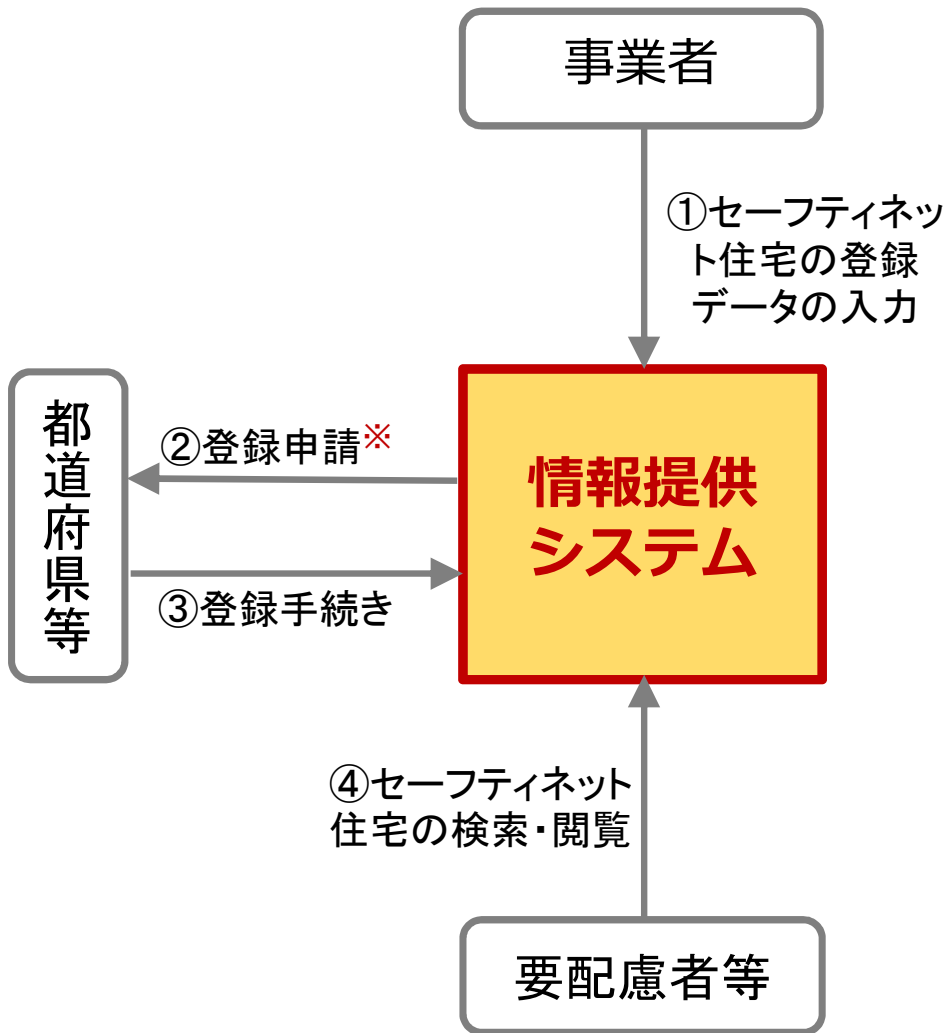 事業者
①セーフティネッ
ト住宅の登録
データの入力
都道府県等
②登録申請※
情報提供
システム
③登録手続き
④セーフティネット
住宅の検索・閲覧
要配慮者等